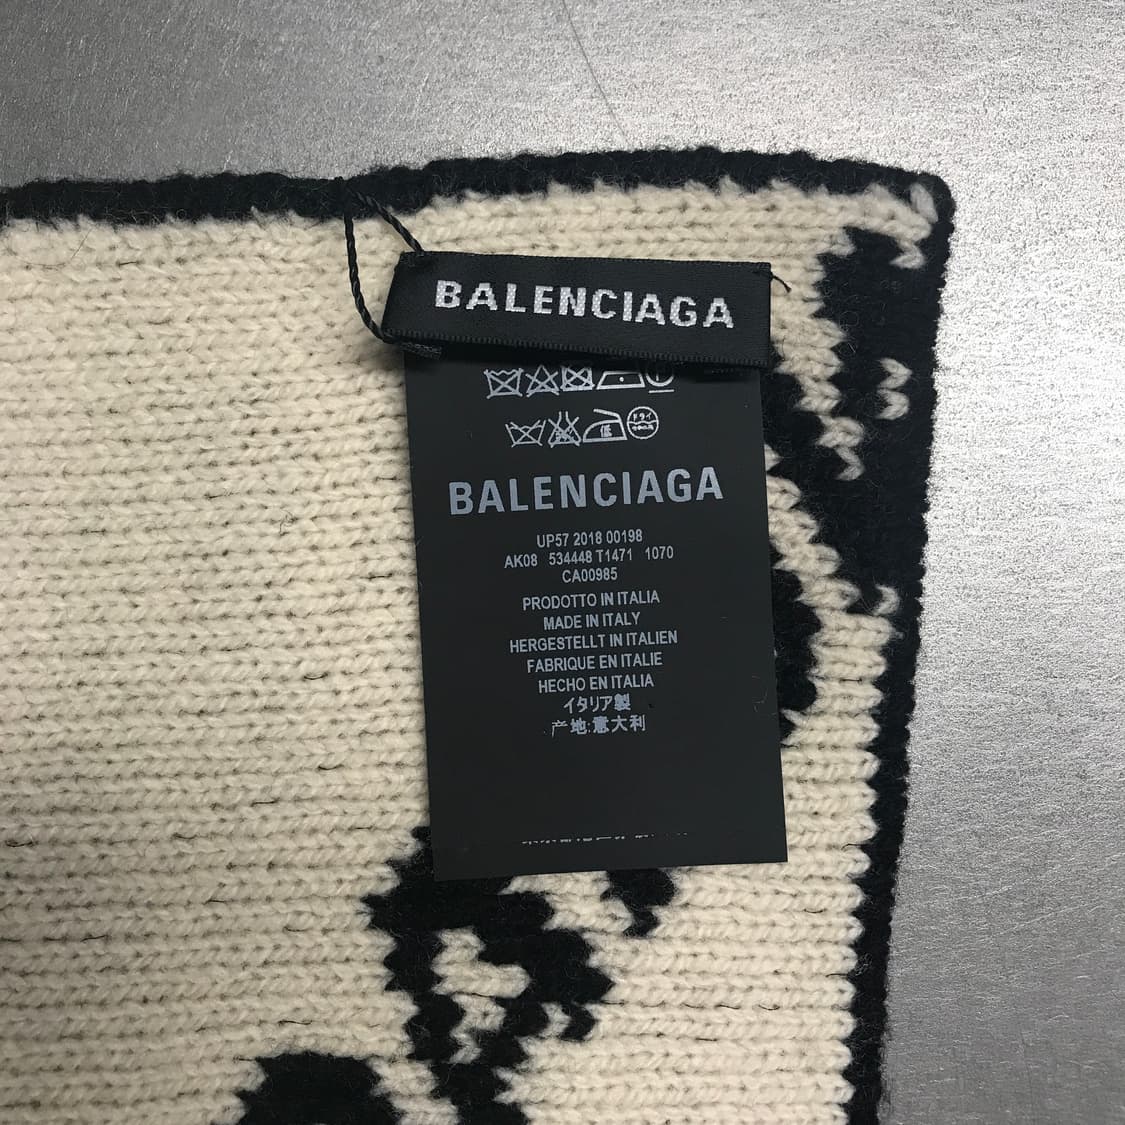 BALENCIAGA
BALENCIAGA
UP57 2018 00198
AK08 534448 T1471 1070
CA00985
PRODOTTO IN ITALIA
MADE IN ITALY
HERGESTELLT IN ITALIEN
FABRIQUE EN ITALIE
HECHO EN ITALIA
イタリア製
产地:意大利